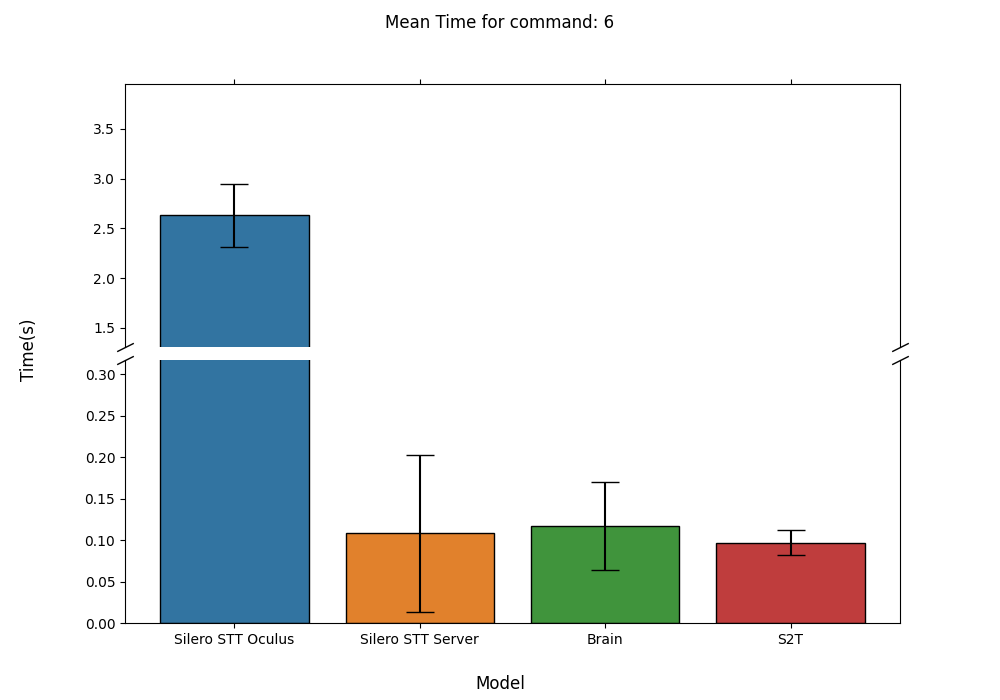 Mean Time for command: 6
3.5
3.0
2.5
2.0
1.5
0.30
0.25
0.20
0.15
0.10
0.05
0.00
Time(s)
Silero STT Oculus
Silero STT Server
Brain
S2T
Model